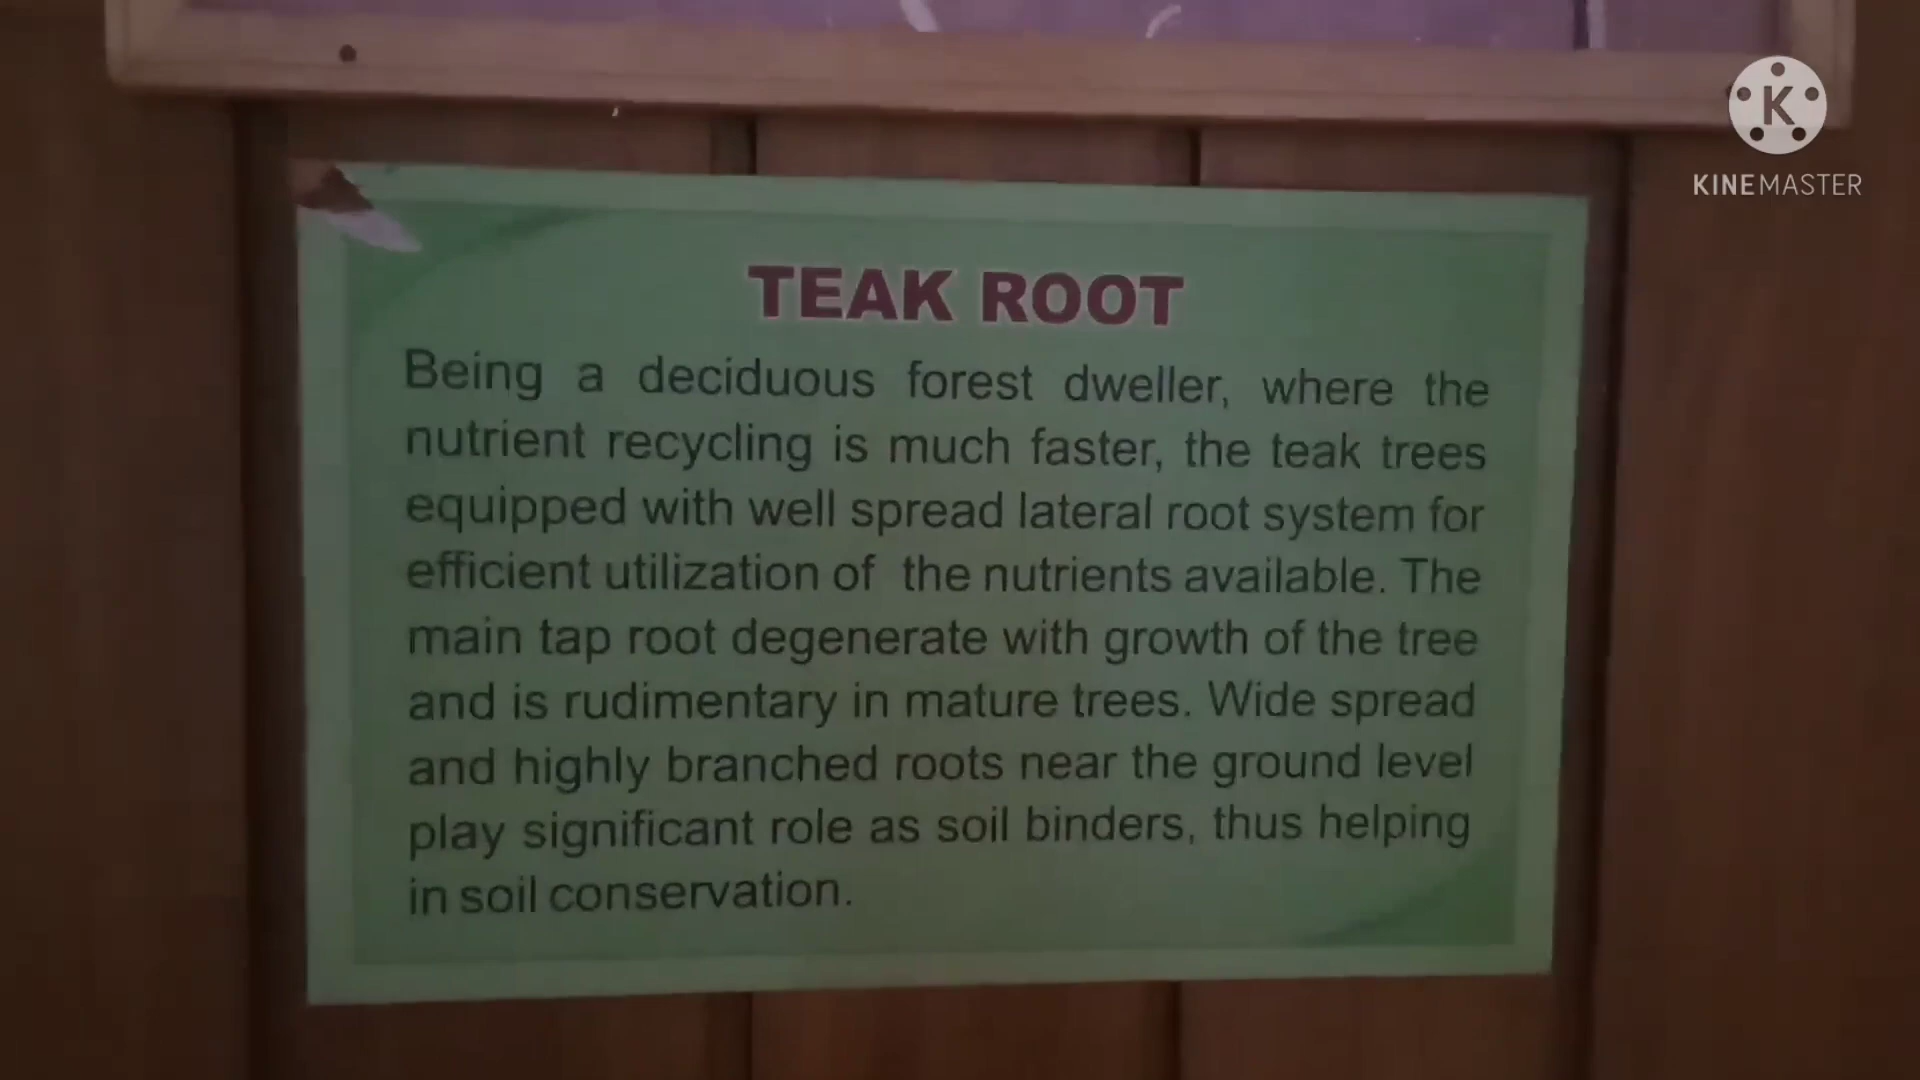 K
KINEMASTER
TEAK ROOT
Being a deciduous forest dweller, where the
nutrient recycling is much faster, the teak trees
equipped with well spread lateral root system for
efficient utilization of the nutrients available. The
main tap root degenerate with growth of the tree
and is rudimentary in mature trees. Wide spread
and highly branched roots near the ground level
play significant role as soil binders, thus helping
in soil conservation.